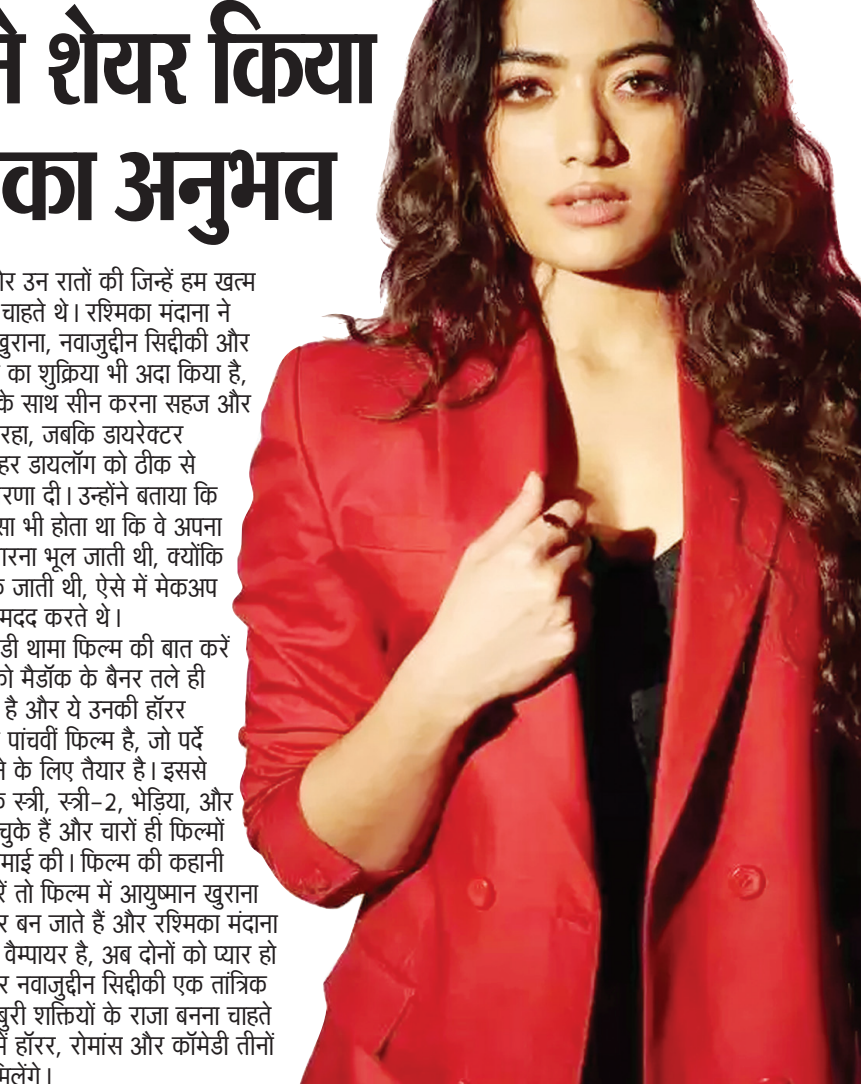 शेयर किया
का अनुभव
उन रातों की जिन्हें हम खत्म
चाहते थे। रश्मिका मंदाना ने
नवाजुद्दीन सिद्दीकी और
का शुक्रिया भी अदा किया है,
के साथ सीन करना सहज और
रहा, जबकि डायरेक्टर
हर डायलॉग को ठीक से
दी। उन्होंने बताया कि
भी होता था कि वे अपना
भूल जाती थी, क्योंकि
जाती थी, ऐसे में मेकअप
मदद करते थे।
थामा फिल्म की बात करें
मैडॉक के बैनर तले ही
है और ये उनकी हॉरर
पांचवीं फिल्म है, जो पर्दे
के लिए तैयार है। इससे
स्त्री, स्त्री-2, भेड़िया, और
चुके हैं और चारों ही फिल्मों
की। फिल्म की कहानी
तो फिल्म में आयुष्मान खुराना
बन जाते हैं और रश्मिका मंदाना
वैम्पायर है, अब दोनों को प्यार हो
नवाजुद्दीन सिद्दीकी एक तांत्रिक
बुरी शक्तियों के राजा बनना चाहते
हॉरर, रोमांस और कॉमेडी तीनों